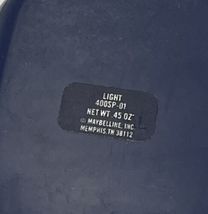 LIGHT
400SP-01
NET WT .45 OZ
© MAYBELLINE, INC.
MEMPHIS, TN 38112